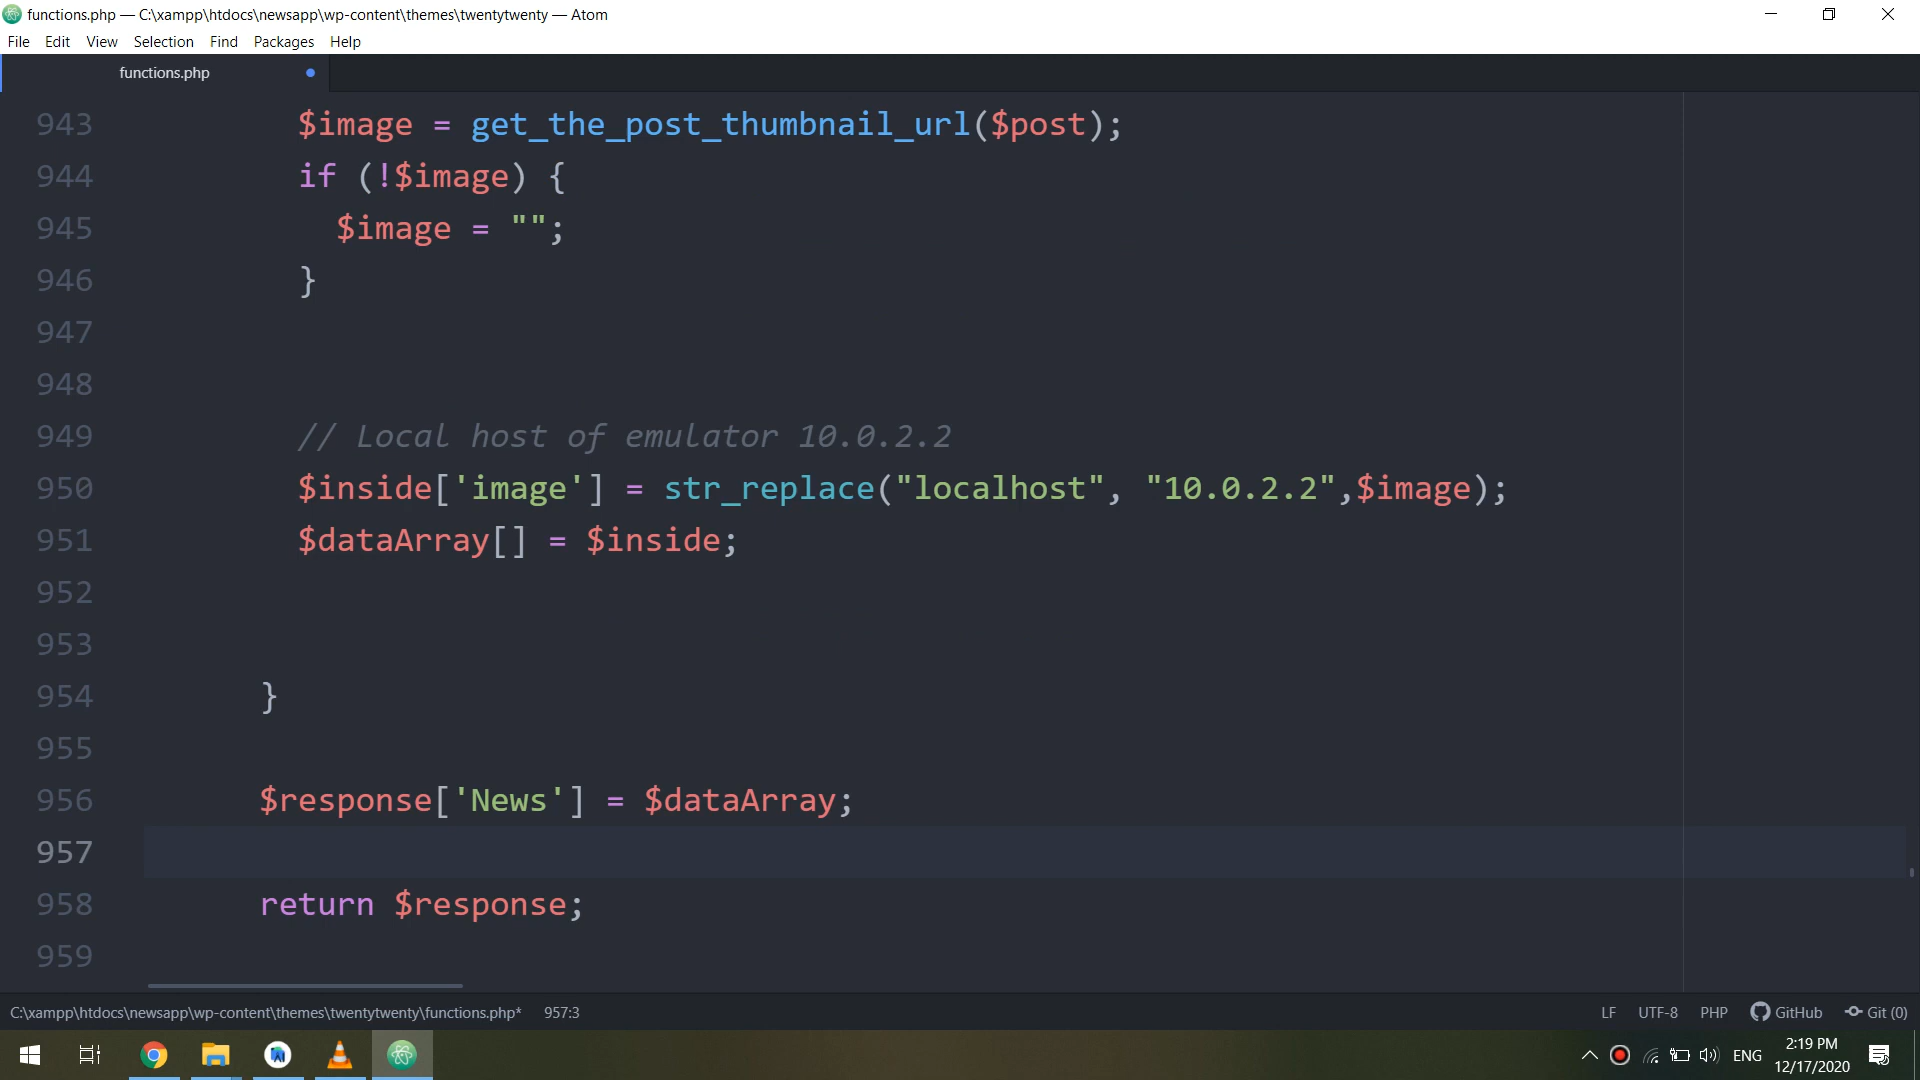 functions.php — C:\xampp\htdocs\newsapp\wp-content\themes\twentytwenty — Atom
File Edit View Selection Find Packages Help
functions.php
943 $image = get_the_post_thumbnail_url($post);
944 if (!$image) {
945 $image = "";
946 }
947
948
949 // Local host of emulator 10.0.2.2
950 $inside['image'] = str_replace("localhost", "10.0.2.2",$image);
951 $dataArray[] = $inside;
952
953
954 }
955
956 $response['News'] = $dataArray;
957
958 return $response;
959
C:\xampp\htdocs\newsapp\wp-content\themes\twentytwenty\functions.php* 957:3 LF UTF-8 PHP GitHub Git (0)
ENG 2:19 PM
12/17/2020